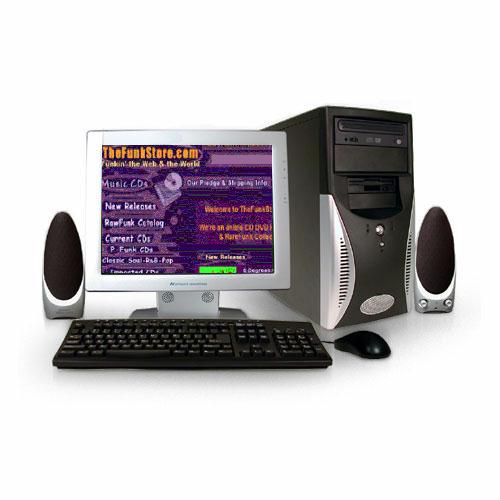 TheFunkStore.com
Funkin' the Web & the World
Music CDs
Our Pledge & Shipping Info
New Releases
Welcome to TheFunkSt
RawFunk Catalog
We're an online CD DVD
& RareFunk Collec
Current CDs
P Funk CDs
New Releases
Classic Soul-R&B-Pop
6 Degrees
Imported CDs